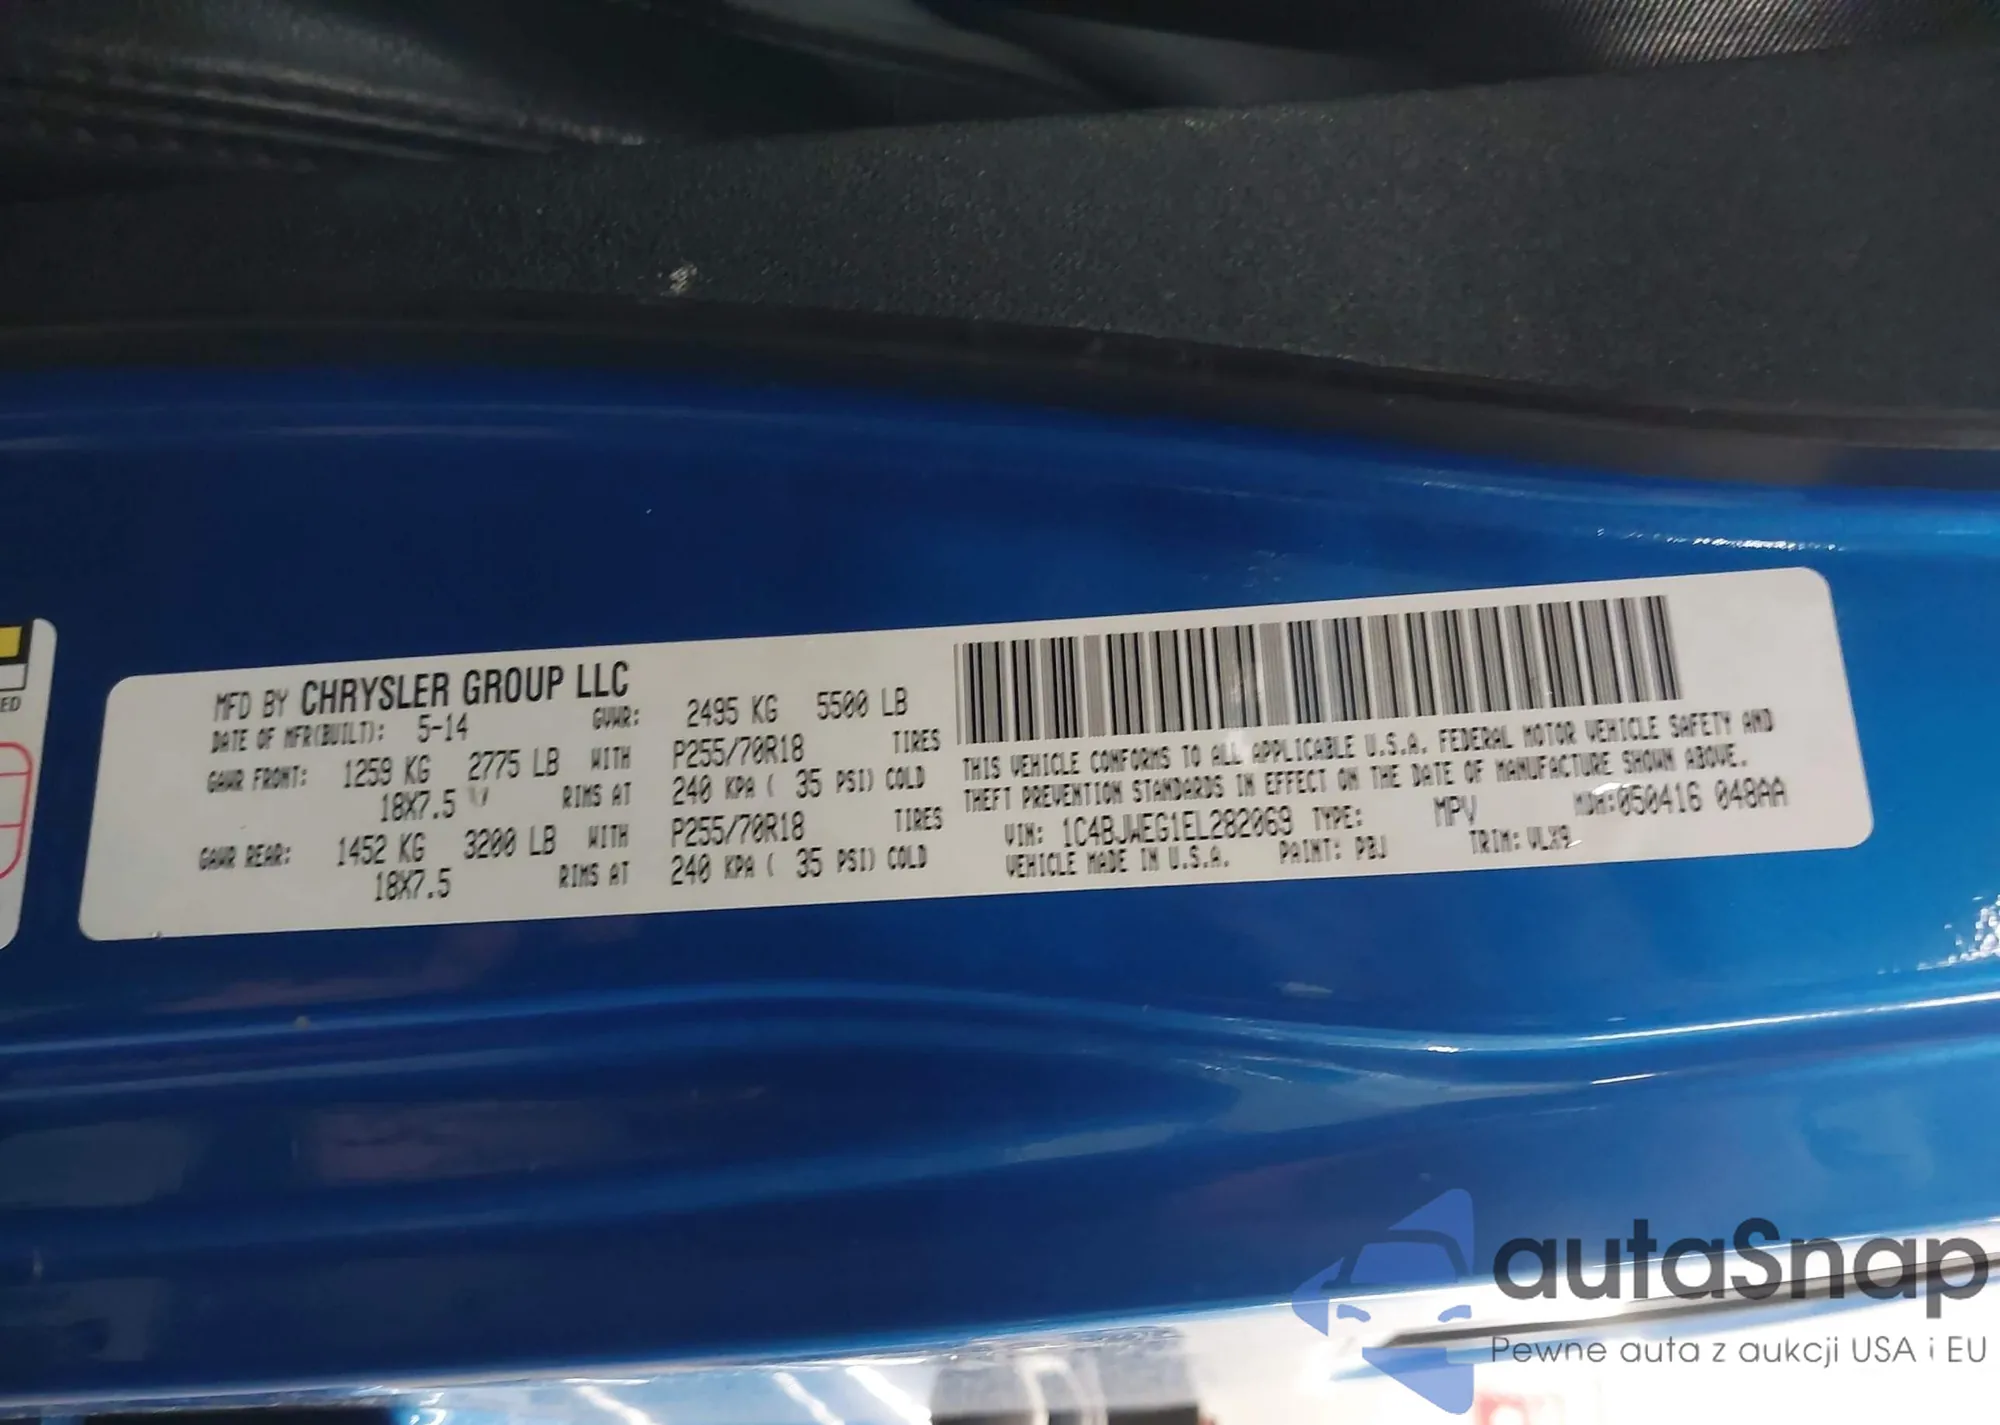 MFD BY CHRYSLER GROUP LLC
DATE OF MFR(BUILT): 5-14 GVWR: 2495 KG 5500 LB
GAWR FRONT: 1259 KG 2775 LB WITH P255/70R18 TIRES
18X7.5 RIMS AT 240 KPA ( 35 PSI) COLD
GAWR REAR: 1452 KG 3200 LB WITH P255/70R18 TIRES
18X7.5 RIMS AT 240 KPA ( 35 PSI) COLD
THIS VEHICLE CONFORMS TO ALL APPLICABLE U.S.A. FEDERAL MOTOR VEHICLE SAFETY AND
THEFT PREVENTION STANDARDS IN EFFECT ON THE DATE OF MANUFACTURE SHOWN ABOVE.
VIN: 1C4BJWEG1EL282069 TYPE: MPV MDH:050416 048AA
VEHICLE MADE IN U.S.A. PAINT: PBJ TRIM: VLX9
ED
autaSnap
Pewne auta z aukcji USA i EU